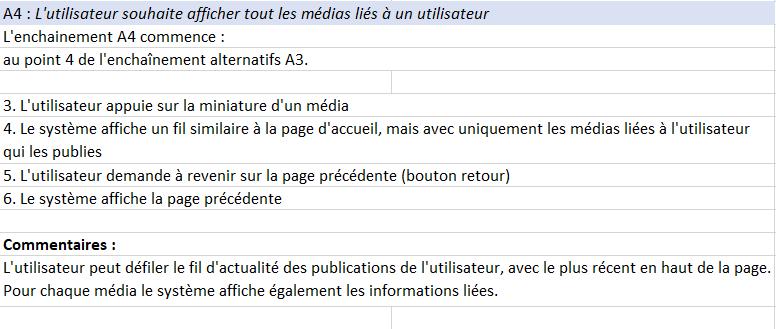 A4 : L'utilisateur souhaite afficher tout les médias liés à un utilisateur
L'enchainement A4 commence :
au point 4 de l'enchaînement alternatifs A3.
3. L'utilisateur appuie sur la miniature d'un média
4. Le système affiche un fil similaire à la page d'accueil, mais avec uniquement les médias liées à l'utilisateur
qui les publies
5. L'utilisateur demande à revenir sur la page précédente (bouton retour)
6. Le système affiche la page précédente
Commentaires :
L'utilisateur peut défiler le fil d'actualité des publications de l'utilisateur, avec le plus récent en haut de la page.
Pour chaque média le système affiche également les informations liées.